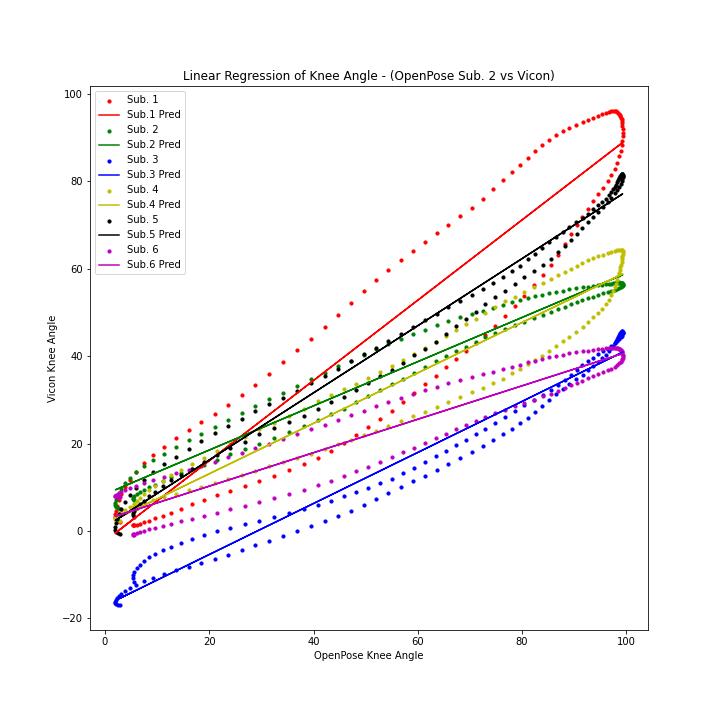 Linear Regression of Knee Angle - (OpenPose Sub. 2 vs Vicon)
Sub. 1
Sub.1 Pred
Sub. 2
Sub.2 Pred
Sub. 3
Sub.3 Pred
Sub. 4
Sub.4 Pred
Sub. 5
Sub.5 Pred
Sub. 6
Sub.6 Pred
Vicon Knee Angle
100
80
60
40
20
0
−20
0 20 40 60 80 100
OpenPose Knee Angle